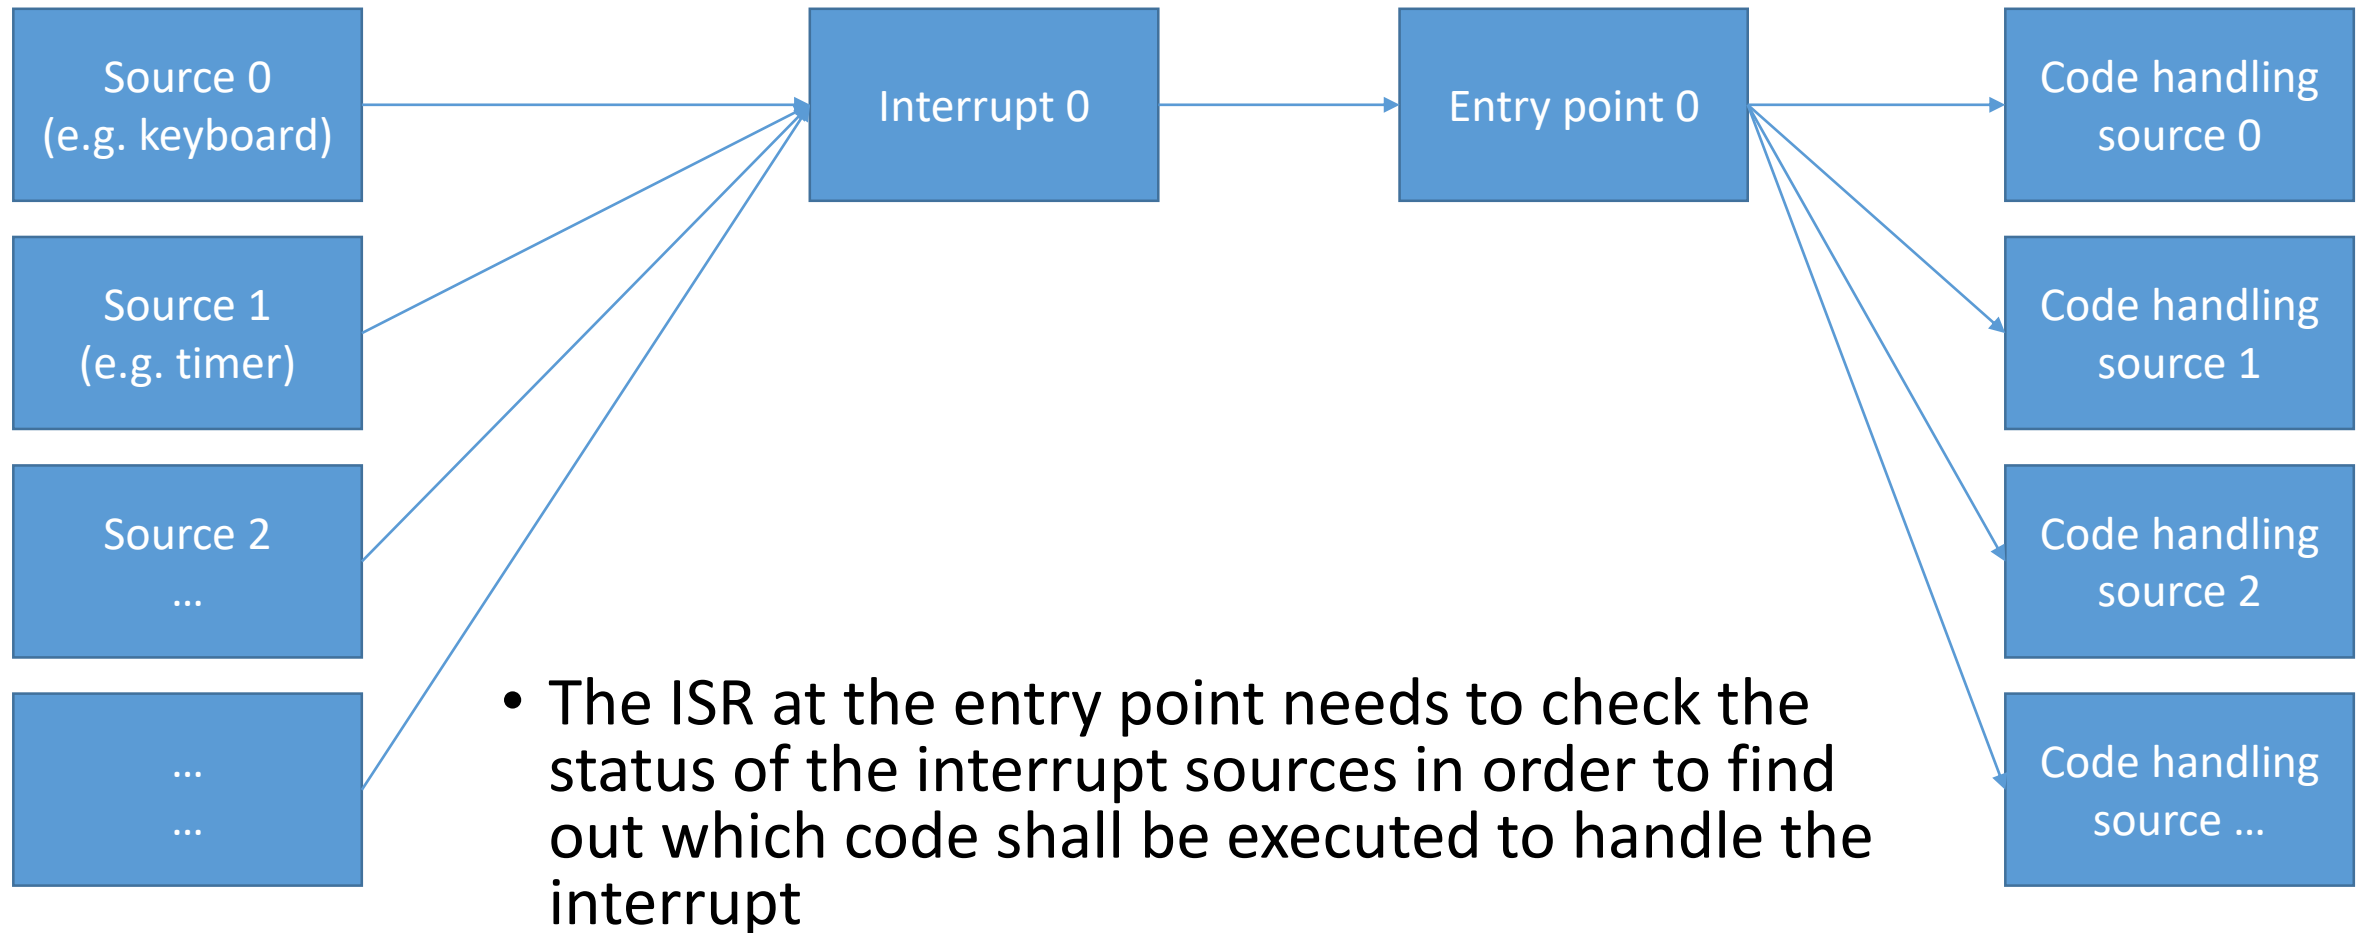 Source 0
(e.g. keyboard)
Interrupt 0
Entry point 0
Code handling
source 0
Source 1
(e.g. timer)
Code handling
source 1
Source 2
…
Code handling
source 2
…
…
Code handling
source …
• The ISR at the entry point needs to check the
status of the interrupt sources in order to find
out which code shall be executed to handle the
interrupt